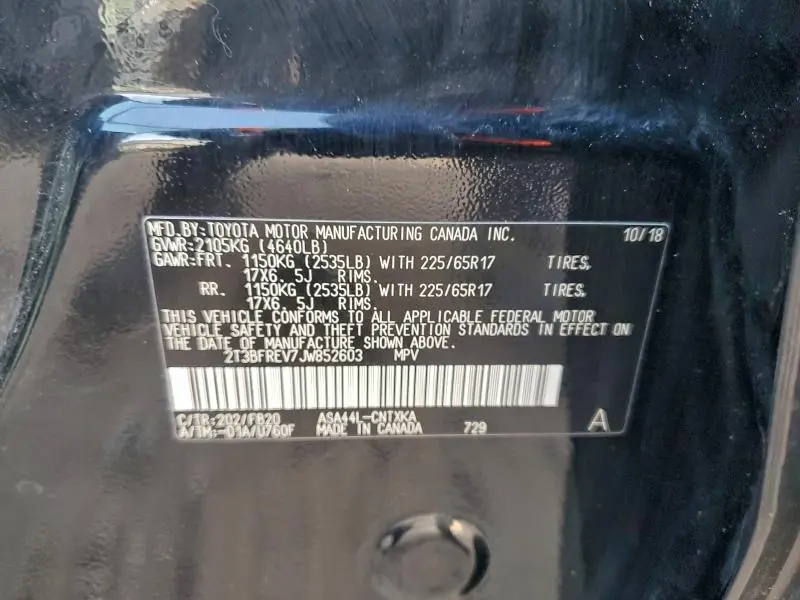 MFD.BY:TOYOTA MOTOR MANUFACTURING CANADA INC. 10/18
GVWR:2105KG (4640LB)
GAWR:FRT. 1150KG (2535LB) WITH 225/65R17 TIRES,
17X6. 5J RIMS.
RR. 1150KG (2535LB) WITH 225/65R17 TIRES,
17X6. 5J RIMS.
THIS VEHICLE CONFORMS TO ALL APPLICABLE FEDERAL MOTOR
VEHICLE SAFETY AND THEFT PREVENTION STANDARDS IN EFFECT ON
THE DATE OF MANUFACTURE SHOWN ABOVE.
2T3BFREV7JW852603 MPV
C/TR:202/FB20 ASA44L-CNTXKA
A/TM:-01A/U760F MADE IN CANADA 729 A